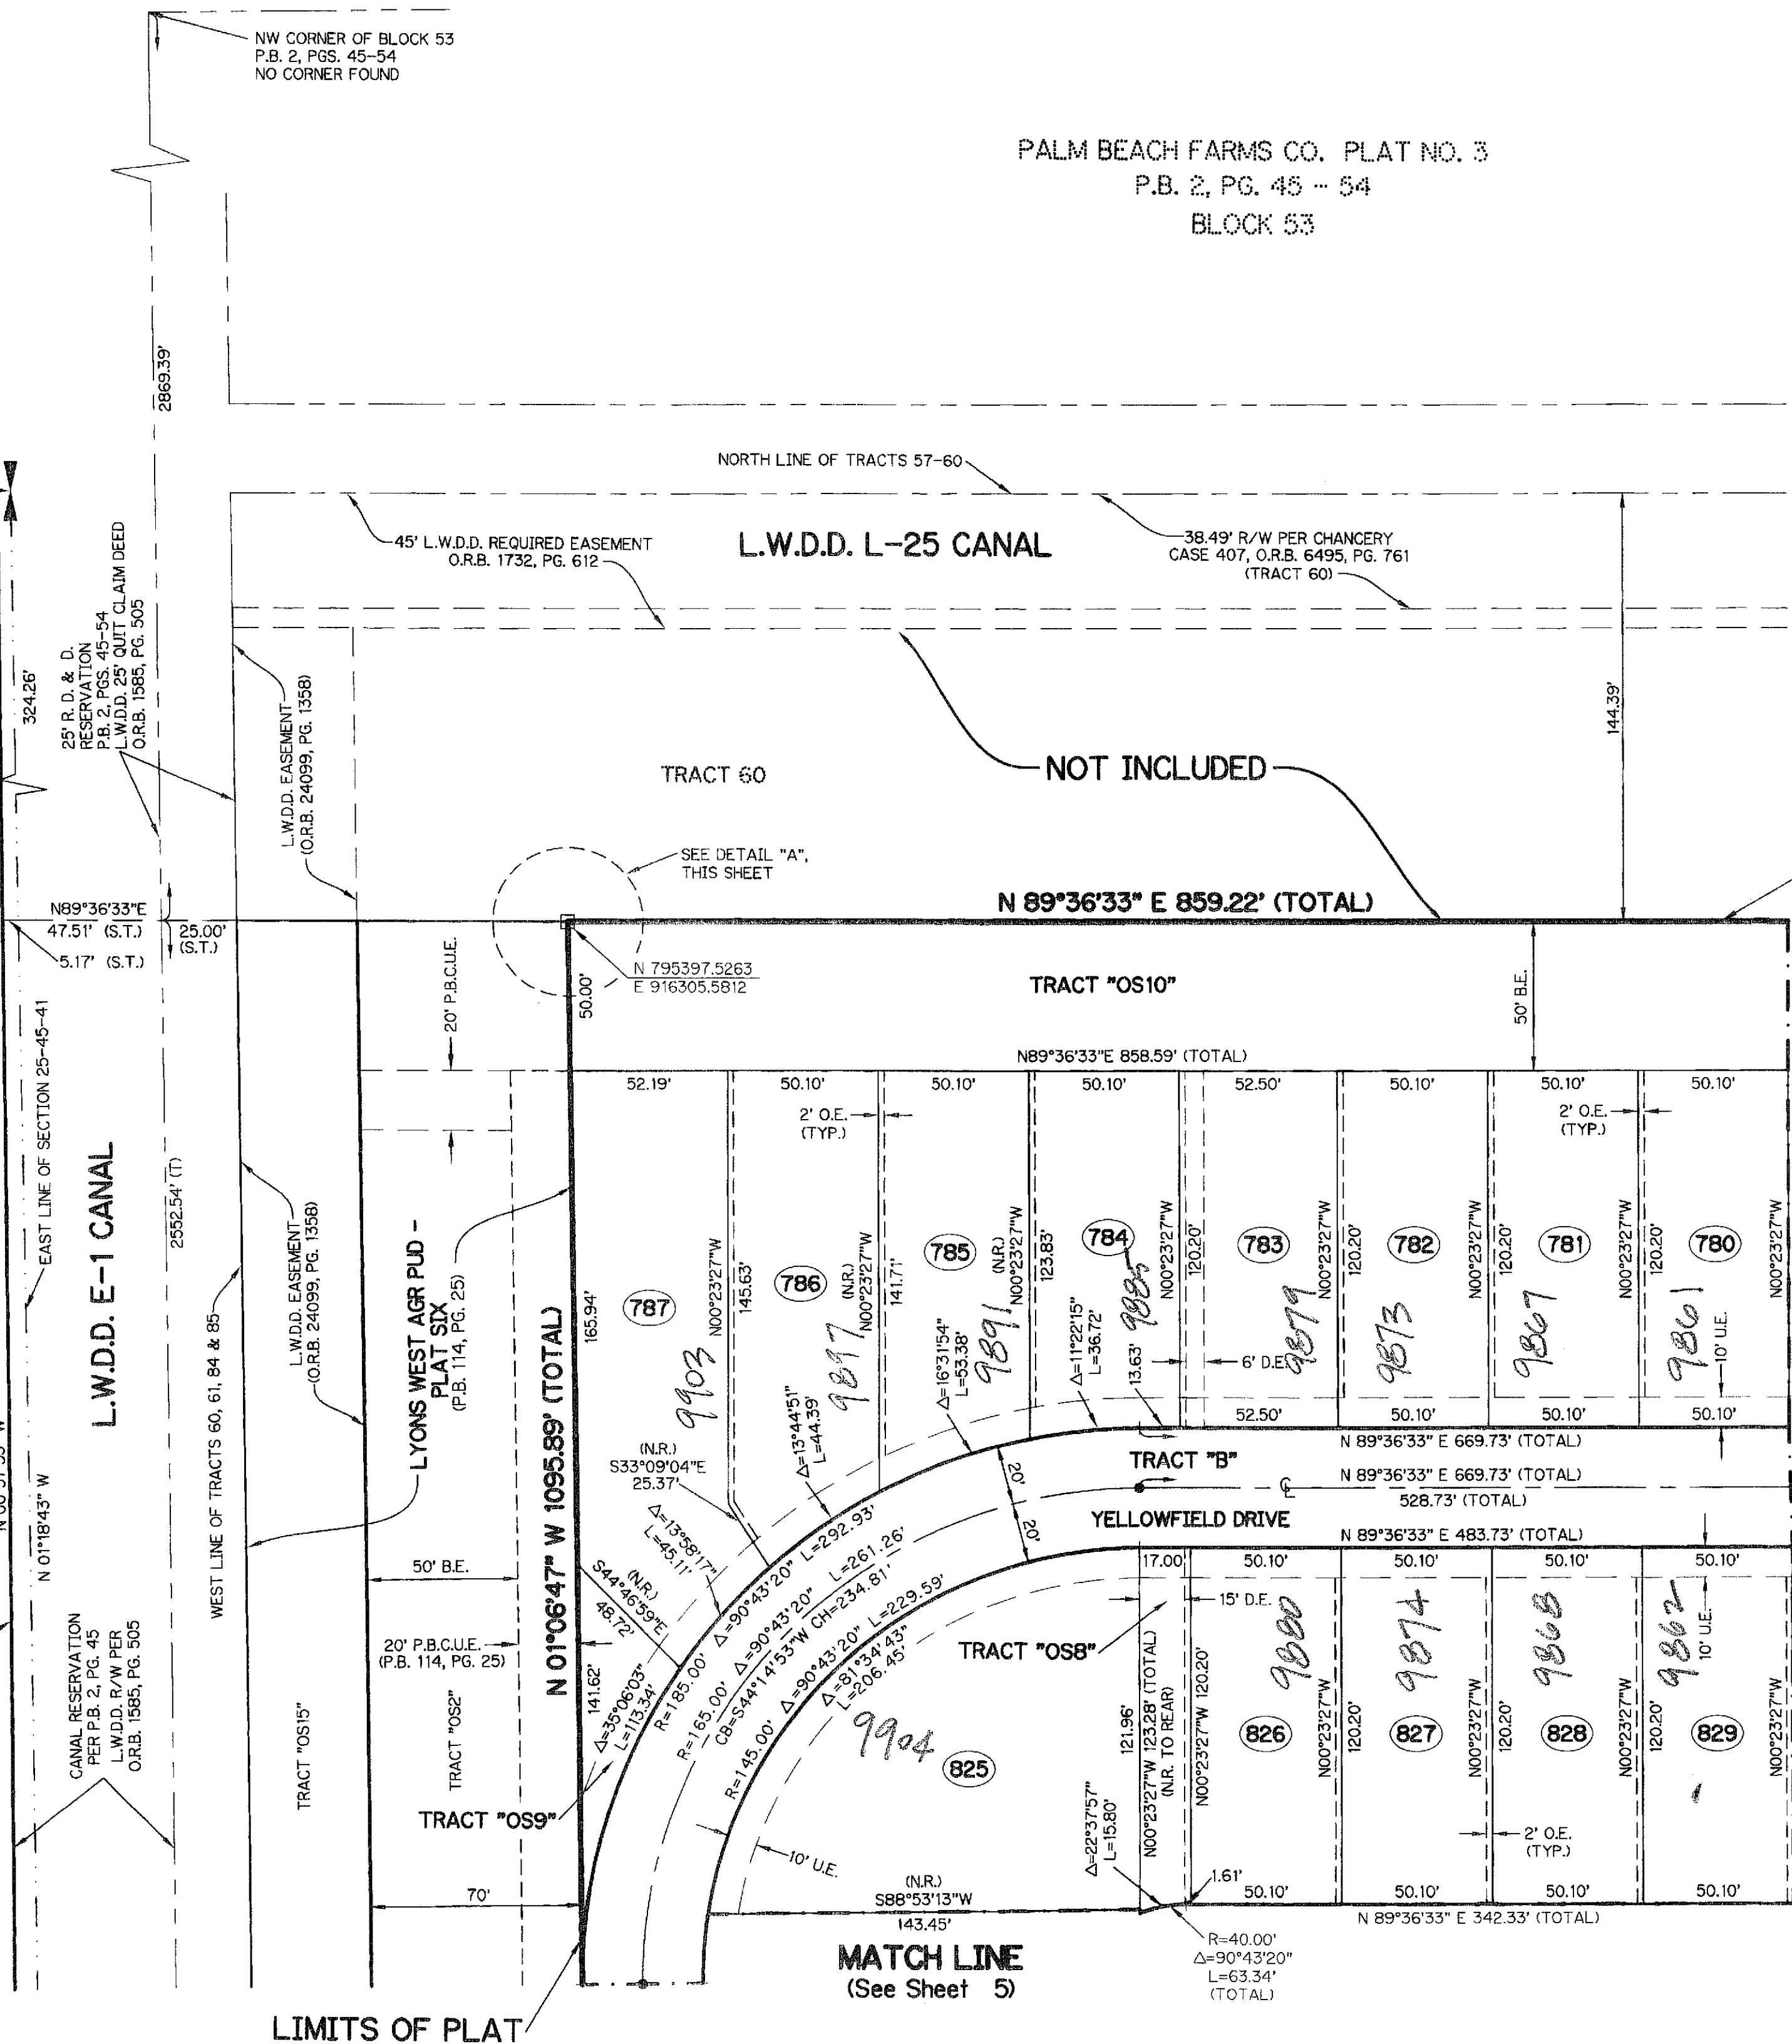 NW CORNER OF BLOCK 53
P.B. 2, PGS. 45-54
NO CORNER FOUND
PALM BEACH FARMS CO. PLAT NO. 3
P.B. 2, PG. 45 - 54
BLOCK 53
2869.39'
NORTH LINE OF TRACTS 57-60
45' L.W.D.D. REQUIRED EASEMENT
O.R.B. 1732, PG. 612
L.W.D.D. L-25 CANAL
38.49' R/W PER CHANCERY
CASE 407, O.R.B. 6495, PG. 761
(TRACT 60)
324.26'
25' R. D. & D.
RESERVATION
P.B. 2, PGS. 45-54
L.W.D.D. 25' QUIT CLAIM DEED
O.R.B. 1585, PG. 505
L.W.D.D. EASEMENT
(O.R.B. 24099, PG. 1358)
144.39'
TRACT 60
NOT INCLUDED
SEE DETAIL "A",
THIS SHEET
N 89°36'33" E 859.22' (TOTAL)
N89°36'33"E
47.51' (S.T.)
5.17' (S.T.)
25.00'
(S.T.)
20' P.B.C.U.E.
50.00'
N 795397.5263
E 916305.5812
TRACT "OS10"
50' B.E.
N89°36'33"E 858.59' (TOTAL)
52.19'
50.10'
50.10'
50.10'
52.50'
50.10'
50.10'
50.10'
2' O.E.
(TYP.)
2' O.E.
(TYP.)
EAST LINE OF SECTION 25-45-41
L.W.D.D. E-1 CANAL
2552.54' (T)
N 01°18'43" W
WEST LINE OF TRACTS 60, 61, 84 & 85
L.W.D.D. EASEMENT
(O.R.B. 24099, PG. 1358)
LYONS WEST AGR PUD -
PLAT SIX
(P.B. 114, PG. 25)
N 01°06'47" W 1095.89' (TOTAL)
165.94'
787
9903
N00°23'27"W
145.63'
786
9897
(N.R.)
N00°23'27"W
141.71'
785
9891
(N.R.)
N00°23'27"W
123.83'
784
9885
N00°23'27"W
120.20'
783
9879
N00°23'27"W
120.20'
782
9873
N00°23'27"W
120.20'
781
9867
N00°23'27"W
120.20'
780
9861
N00°23'27"W
Δ=16°31'54"
L=53.38'
Δ=11°22'15"
L=36.72'
13.63'
6' D.E.
10' U.E.
52.50'
50.10'
50.10'
50.10'
Δ=13°44'51"
L=44.39'
(N.R.)
S33°09'04"E
25.37'
Δ=13°58'17"
L=45.11'
(N.R.)
S44°46'59"E
48.72'
N 89°36'33" E 669.73' (TOTAL)
TRACT "B"
N 89°36'33" E 669.73' (TOTAL)
528.73' (TOTAL)
20'
20'
YELLOWFIELD DRIVE
N 89°36'33" E 483.73' (TOTAL)
R=185.00' Δ=90°43'20" L=292.93'
R=165.00' Δ=90°43'20" L=261.26'
CB=S44°14'53"W CH=234.81'
R=145.00' Δ=90°43'20" L=229.59'
Δ=81°34'43"
L=206.45'
Δ=35°06'03"
L=113.34'
141.62'
17.00'
50.10'
50.10'
50.10'
50.10'
15' D.E.
TRACT "OS8"
50' B.E.
20' P.B.C.U.E.
(P.B. 114, PG. 25)
CANAL RESERVATION
PER P.B. 2, PG. 45
L.W.D.D. R/W PER
O.R.B. 1585, PG. 505
TRACT "OS15"
TRACT "OS2"
TRACT "OS9"
70'
9904
825
10' U.E.
(N.R.)
S88°53'13"W
143.45'
121.96'
N00°23'27"W 123.28' (TOTAL)
(N.R. TO REAR)
N00°23'27"W 120.20'
Δ=22°37'57"
L=15.80'
1.61'
9880
826
N00°23'27"W
120.20'
9874
827
N00°23'27"W
120.20'
9868
828
N00°23'27"W
120.20'
9862
829
10' U.E.
N00°23'27"W
2' O.E.
(TYP.)
50.10'
50.10'
50.10'
50.10'
N 89°36'33" E 342.33' (TOTAL)
R=40.00'
Δ=90°43'20"
L=63.34'
(TOTAL)
MATCH LINE
(See Sheet 5)
LIMITS OF PLAT